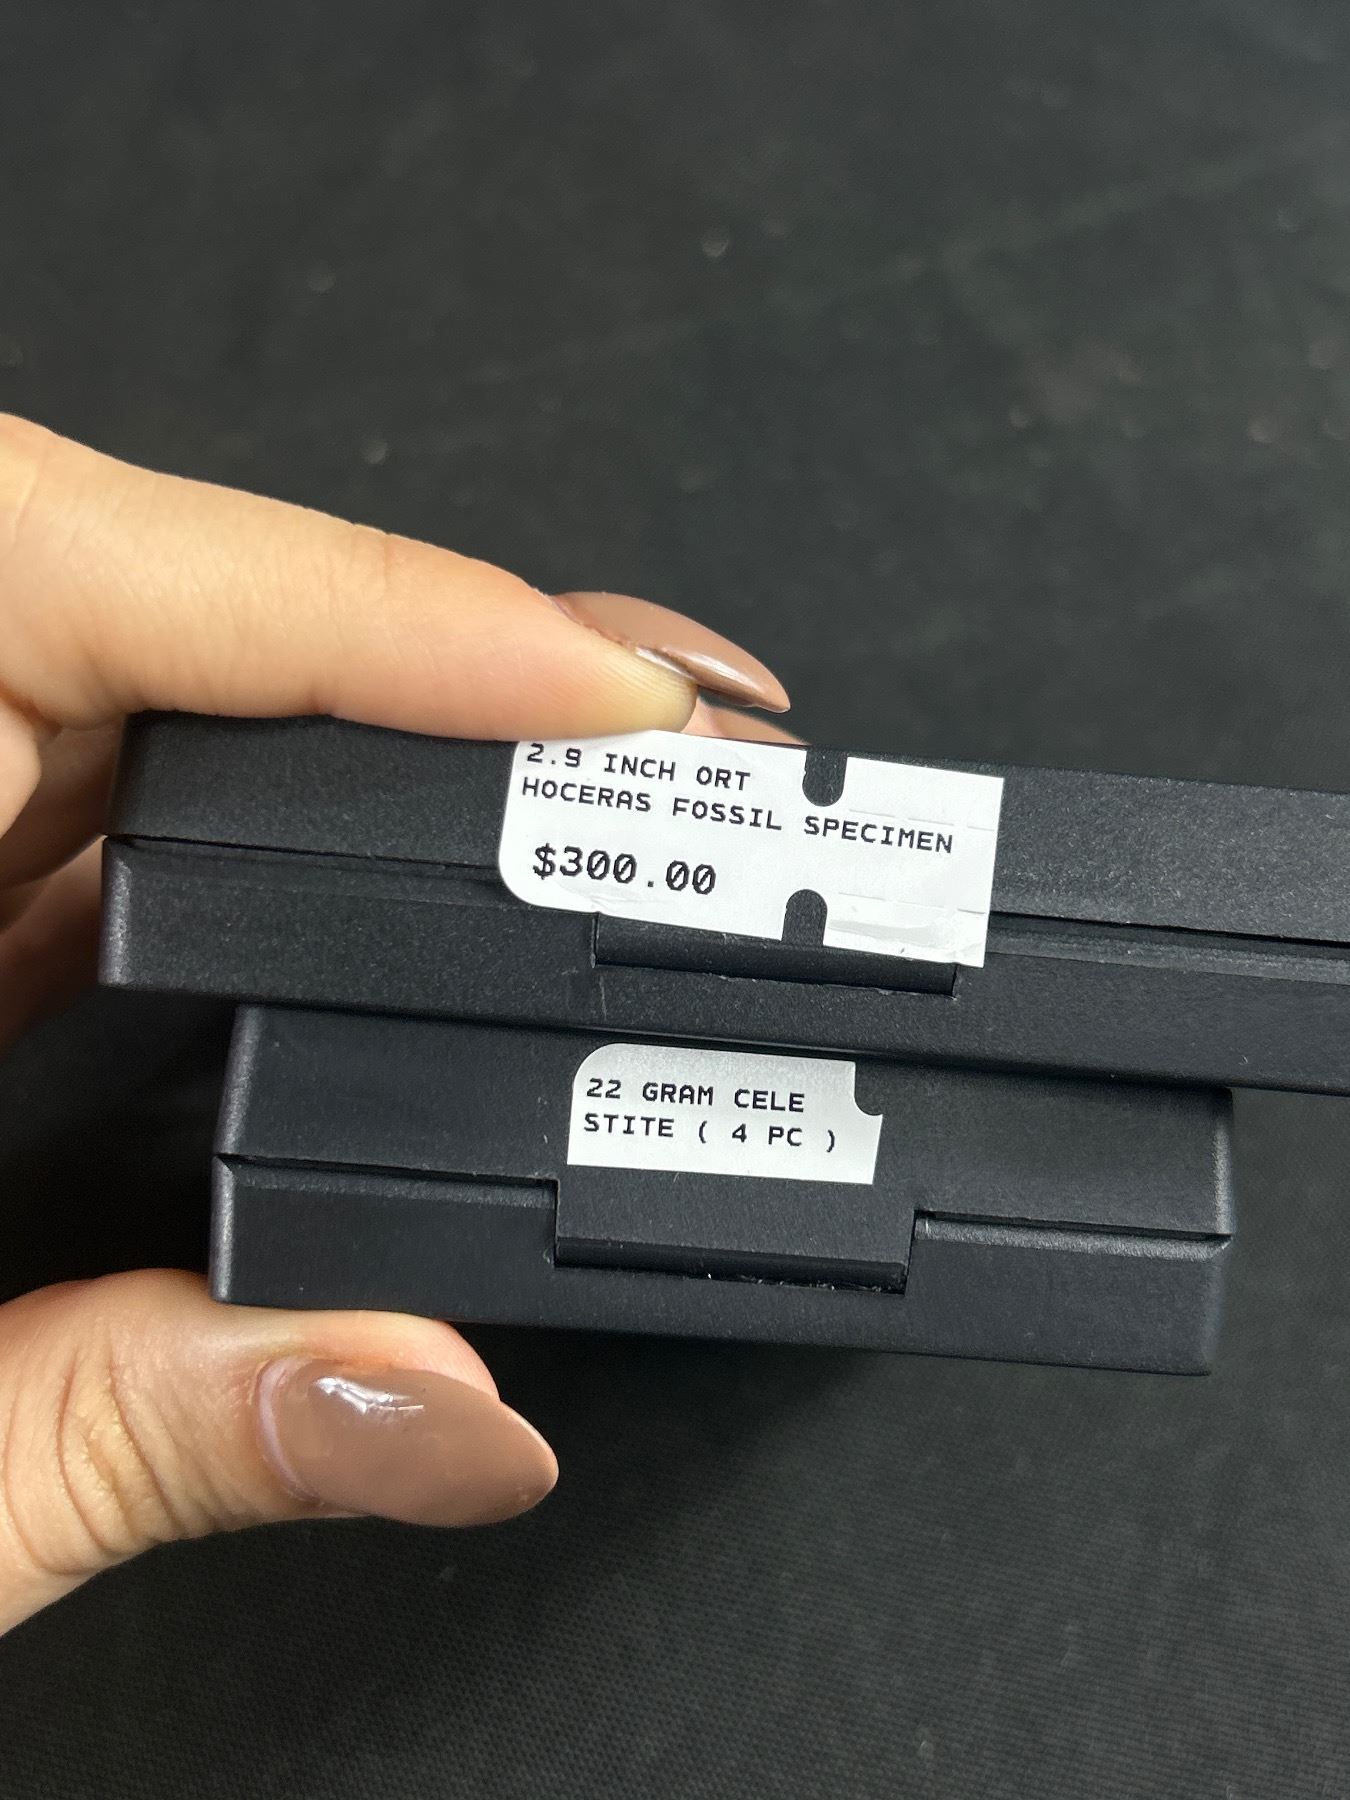 2.9 INCH ORT
HOCERAS FOSSIL SPECIMEN
$300.00
22 GRAM CELE
STITE ( 4 PC )